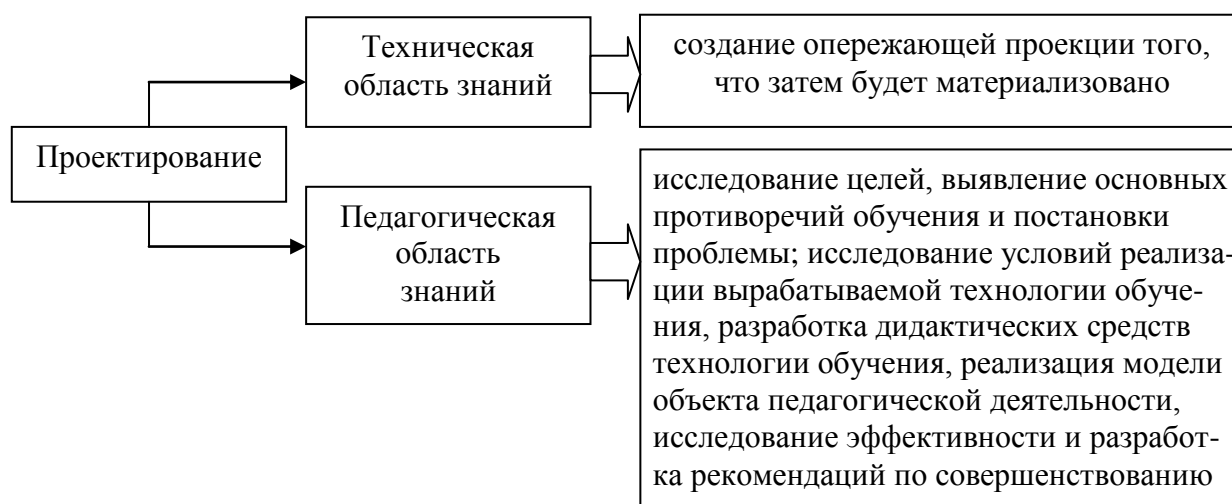 Проектирование
Техническая
область знаний
создание опережающей проекции того,
что затем будет материализовано
Педагогическая
область
знаний
исследование целей, выявление основных
противоречий обучения и постановки
проблемы; исследование условий реализа-
ции вырабатываемой технологии обуче-
ния, разработка дидактических средств
технологии обучения, реализация модели
объекта педагогической деятельности,
исследование эффективности и разработ-
ка рекомендаций по совершенствованию